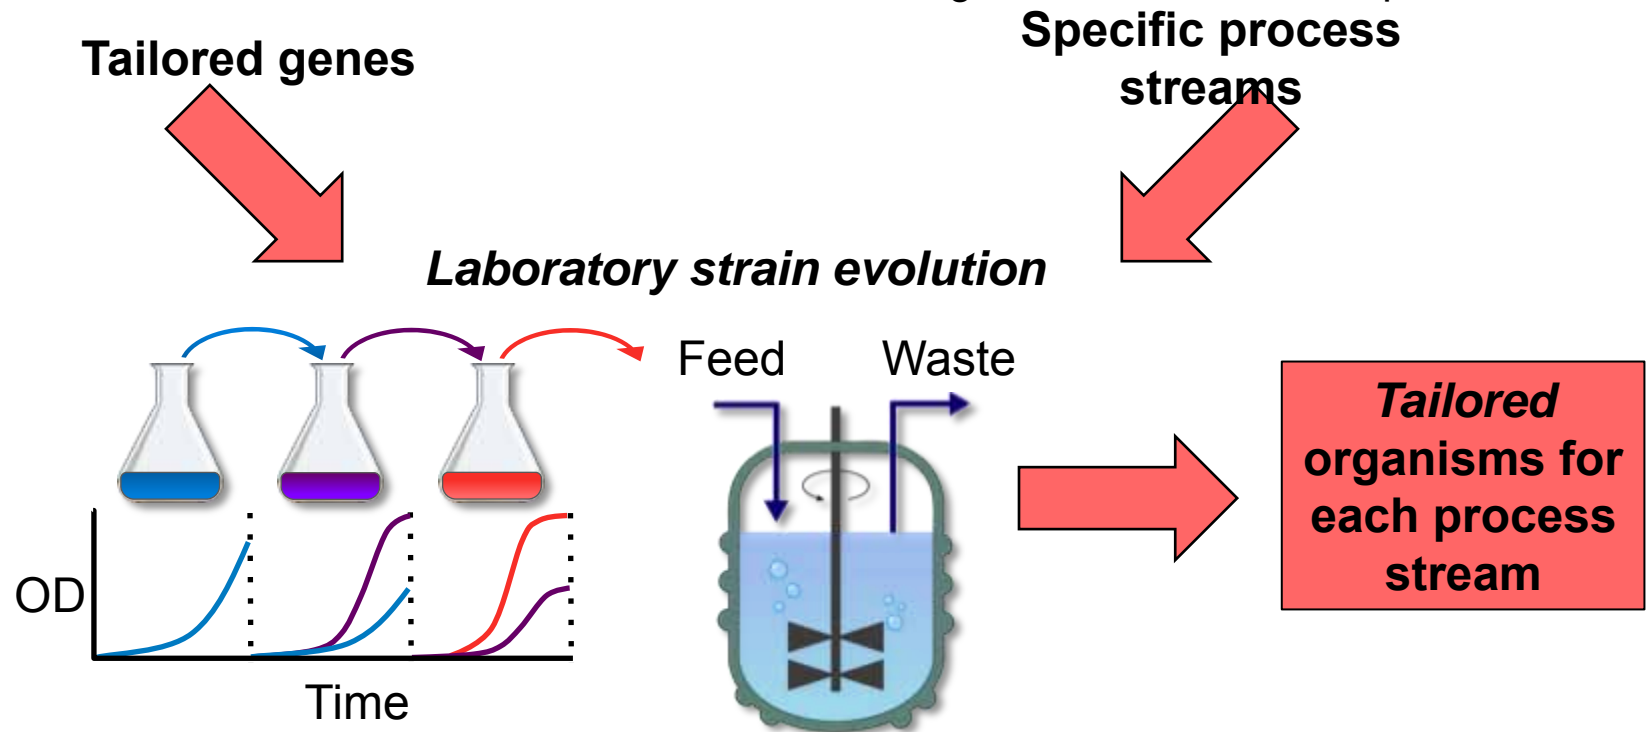 Tailored genes
Specific process
streams
Laboratory strain evolution
Feed
Waste
OD
Time
Tailored
organisms for
each process
stream